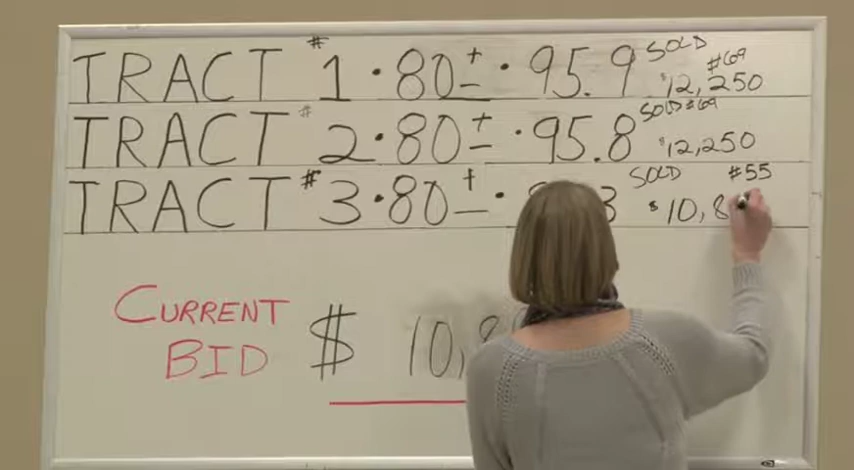 TRACT #1 · 80± · 95.9 SOLD #69 $12,250
TRACT #2 · 80± · 95.8 SOLD #69 $12,250
TRACT #3 · 80± · SOLD #55 $10,8
CURRENT BID $ 10,8